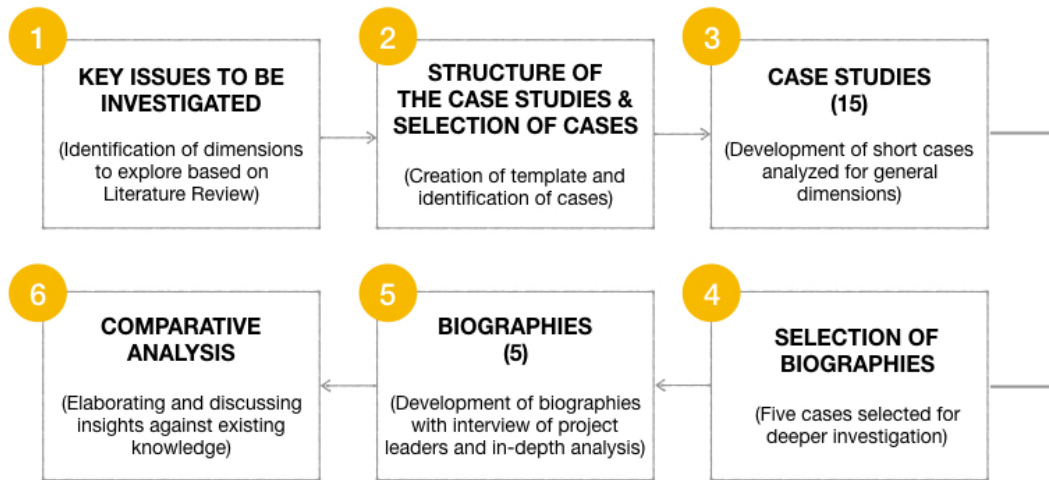 1
KEY ISSUES TO BE
INVESTIGATED
(Identification of dimensions
to explore based on
Literature Review)
2
STRUCTURE OF
THE CASE STUDIES &
SELECTION OF CASES
(Creation of template and
identification of cases)
3
CASE STUDIES
(15)
(Development of short cases
analyzed for general
dimensions)
4
SELECTION OF
BIOGRAPHIES
(Five cases selected for
deeper investigation)
5
BIOGRAPHIES
(5)
(Development of biographies
with interview of project
leaders and in-depth analysis)
6
COMPARATIVE
ANALYSIS
(Elaborating and discussing
insights against existing
knowledge)